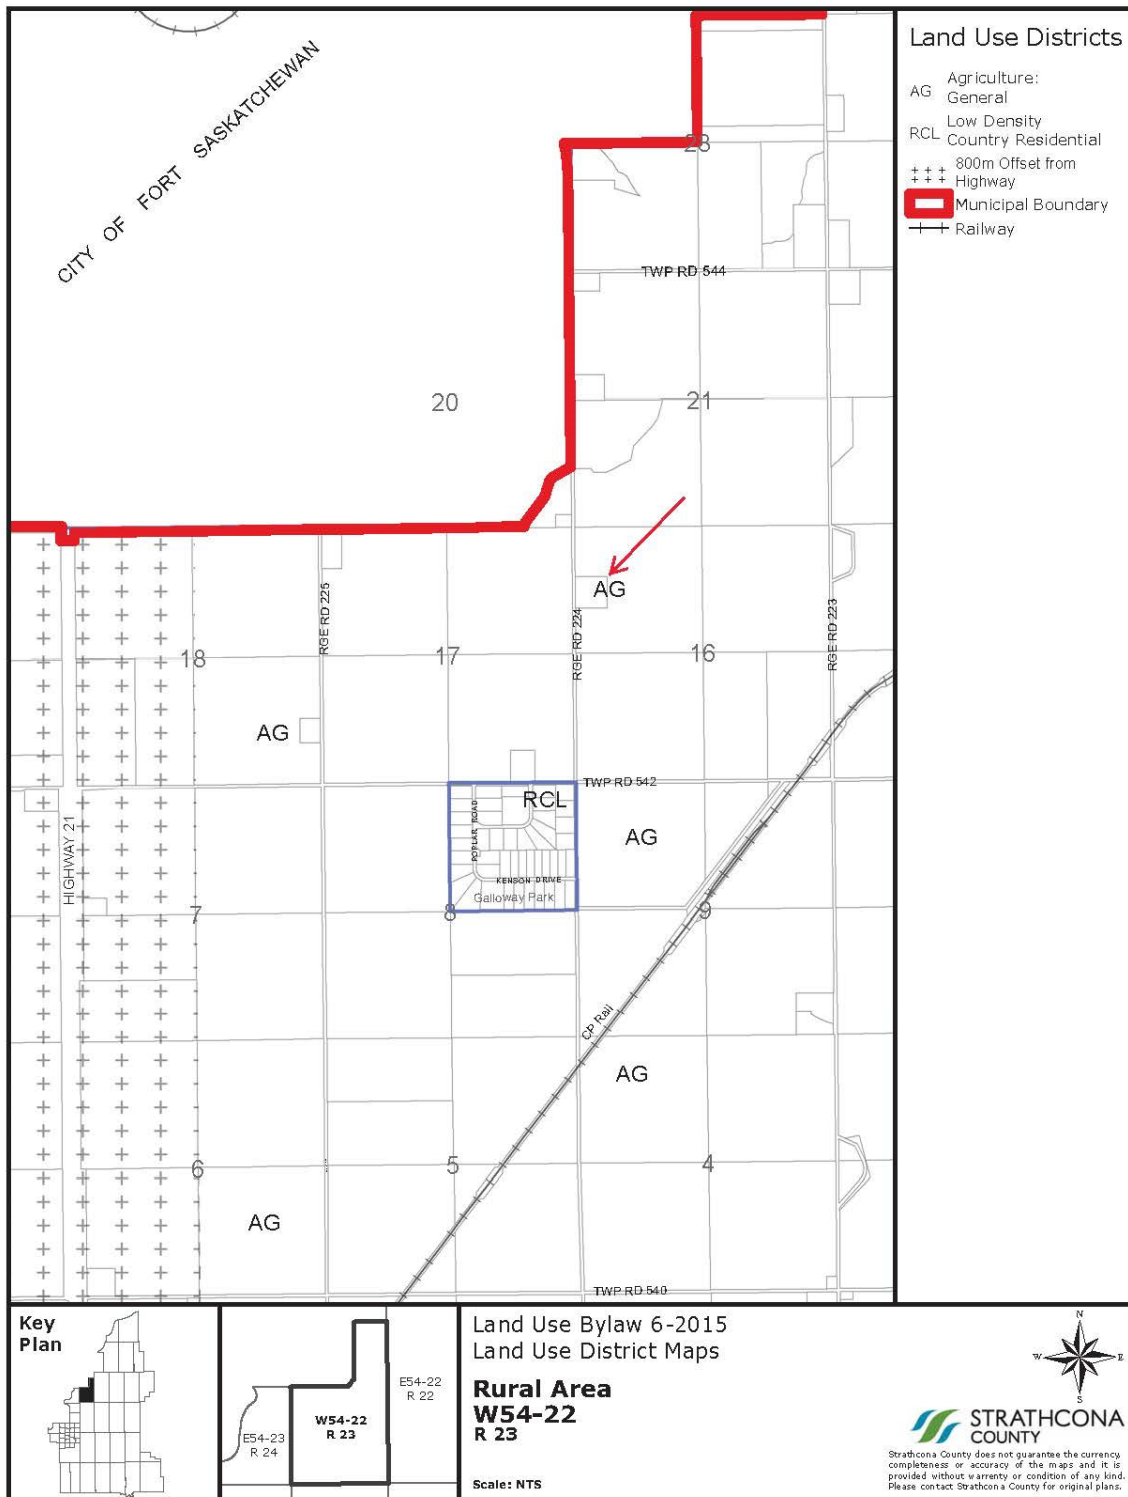 CITY OF FORT SASKATCHEWAN
28
TWP RD 544
20
21
AG
RGE RD 225
RGE RD 224
RGE RD 223
18
17
16
AG
TWP RD 542
RCL
POPLAR ROAD
AG
HIGHWAY 21
KENSON DRIVE
Galloway Park
7
8
9
CP Rail
AG
6
5
4
AG
TWP RD 540
Land Use Districts
AG Agriculture:
General
RCL Low Density
Country Residential
800m Offset from
Highway
Municipal Boundary
Railway
Key
Plan
E54-22
R 22
W54-22
R 23
E54-23
R 24
Land Use Bylaw 6-2015
Land Use District Maps
Rural Area
W54-22
R 23
Scale: NTS
N
W E
S
STRATHCONA
COUNTY
Strathcona County does not guarantee the currency,
completeness or accuracy of the maps and it is
provided without warrenty or condition of any kind.
Please contact Strathcona County for original plans.